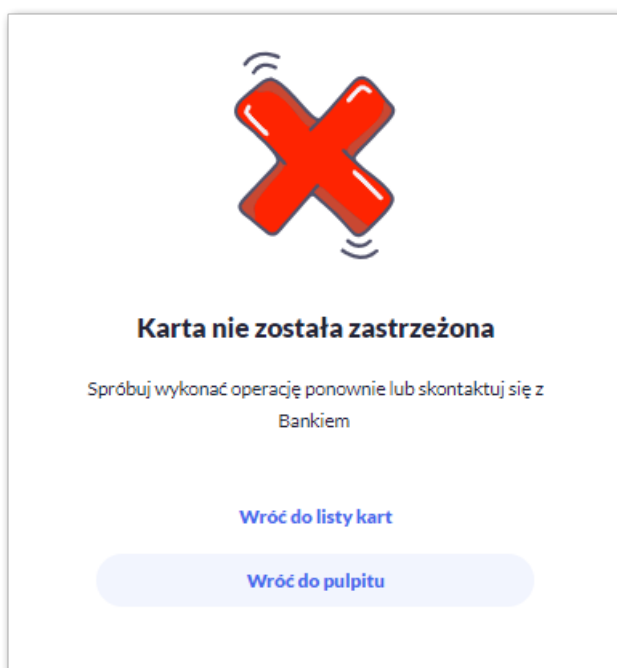 Karta nie została zastrzeżona
Spróbuj wykonać operację ponownie lub skontaktuj się z
Bankiem
Wróć do listy kart
Wróć do pulpitu